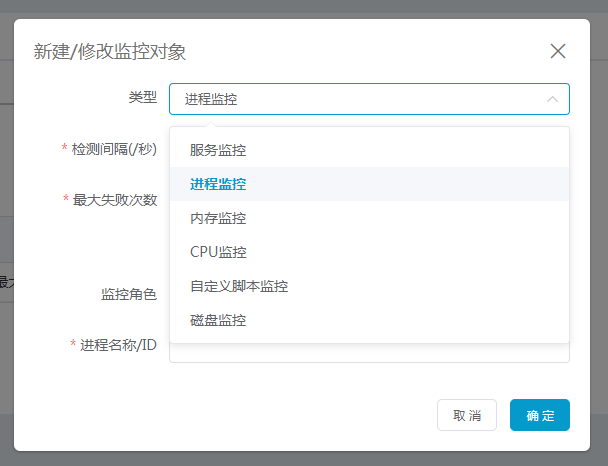 新建/修改监控对象
类型
进程监控
* 检测间隔(/秒)
服务监控
进程监控
* 最大失败次数
内存监控
CPU监控
自定义脚本监控
监控角色
磁盘监控
* 进程名称/ID
取消
确定